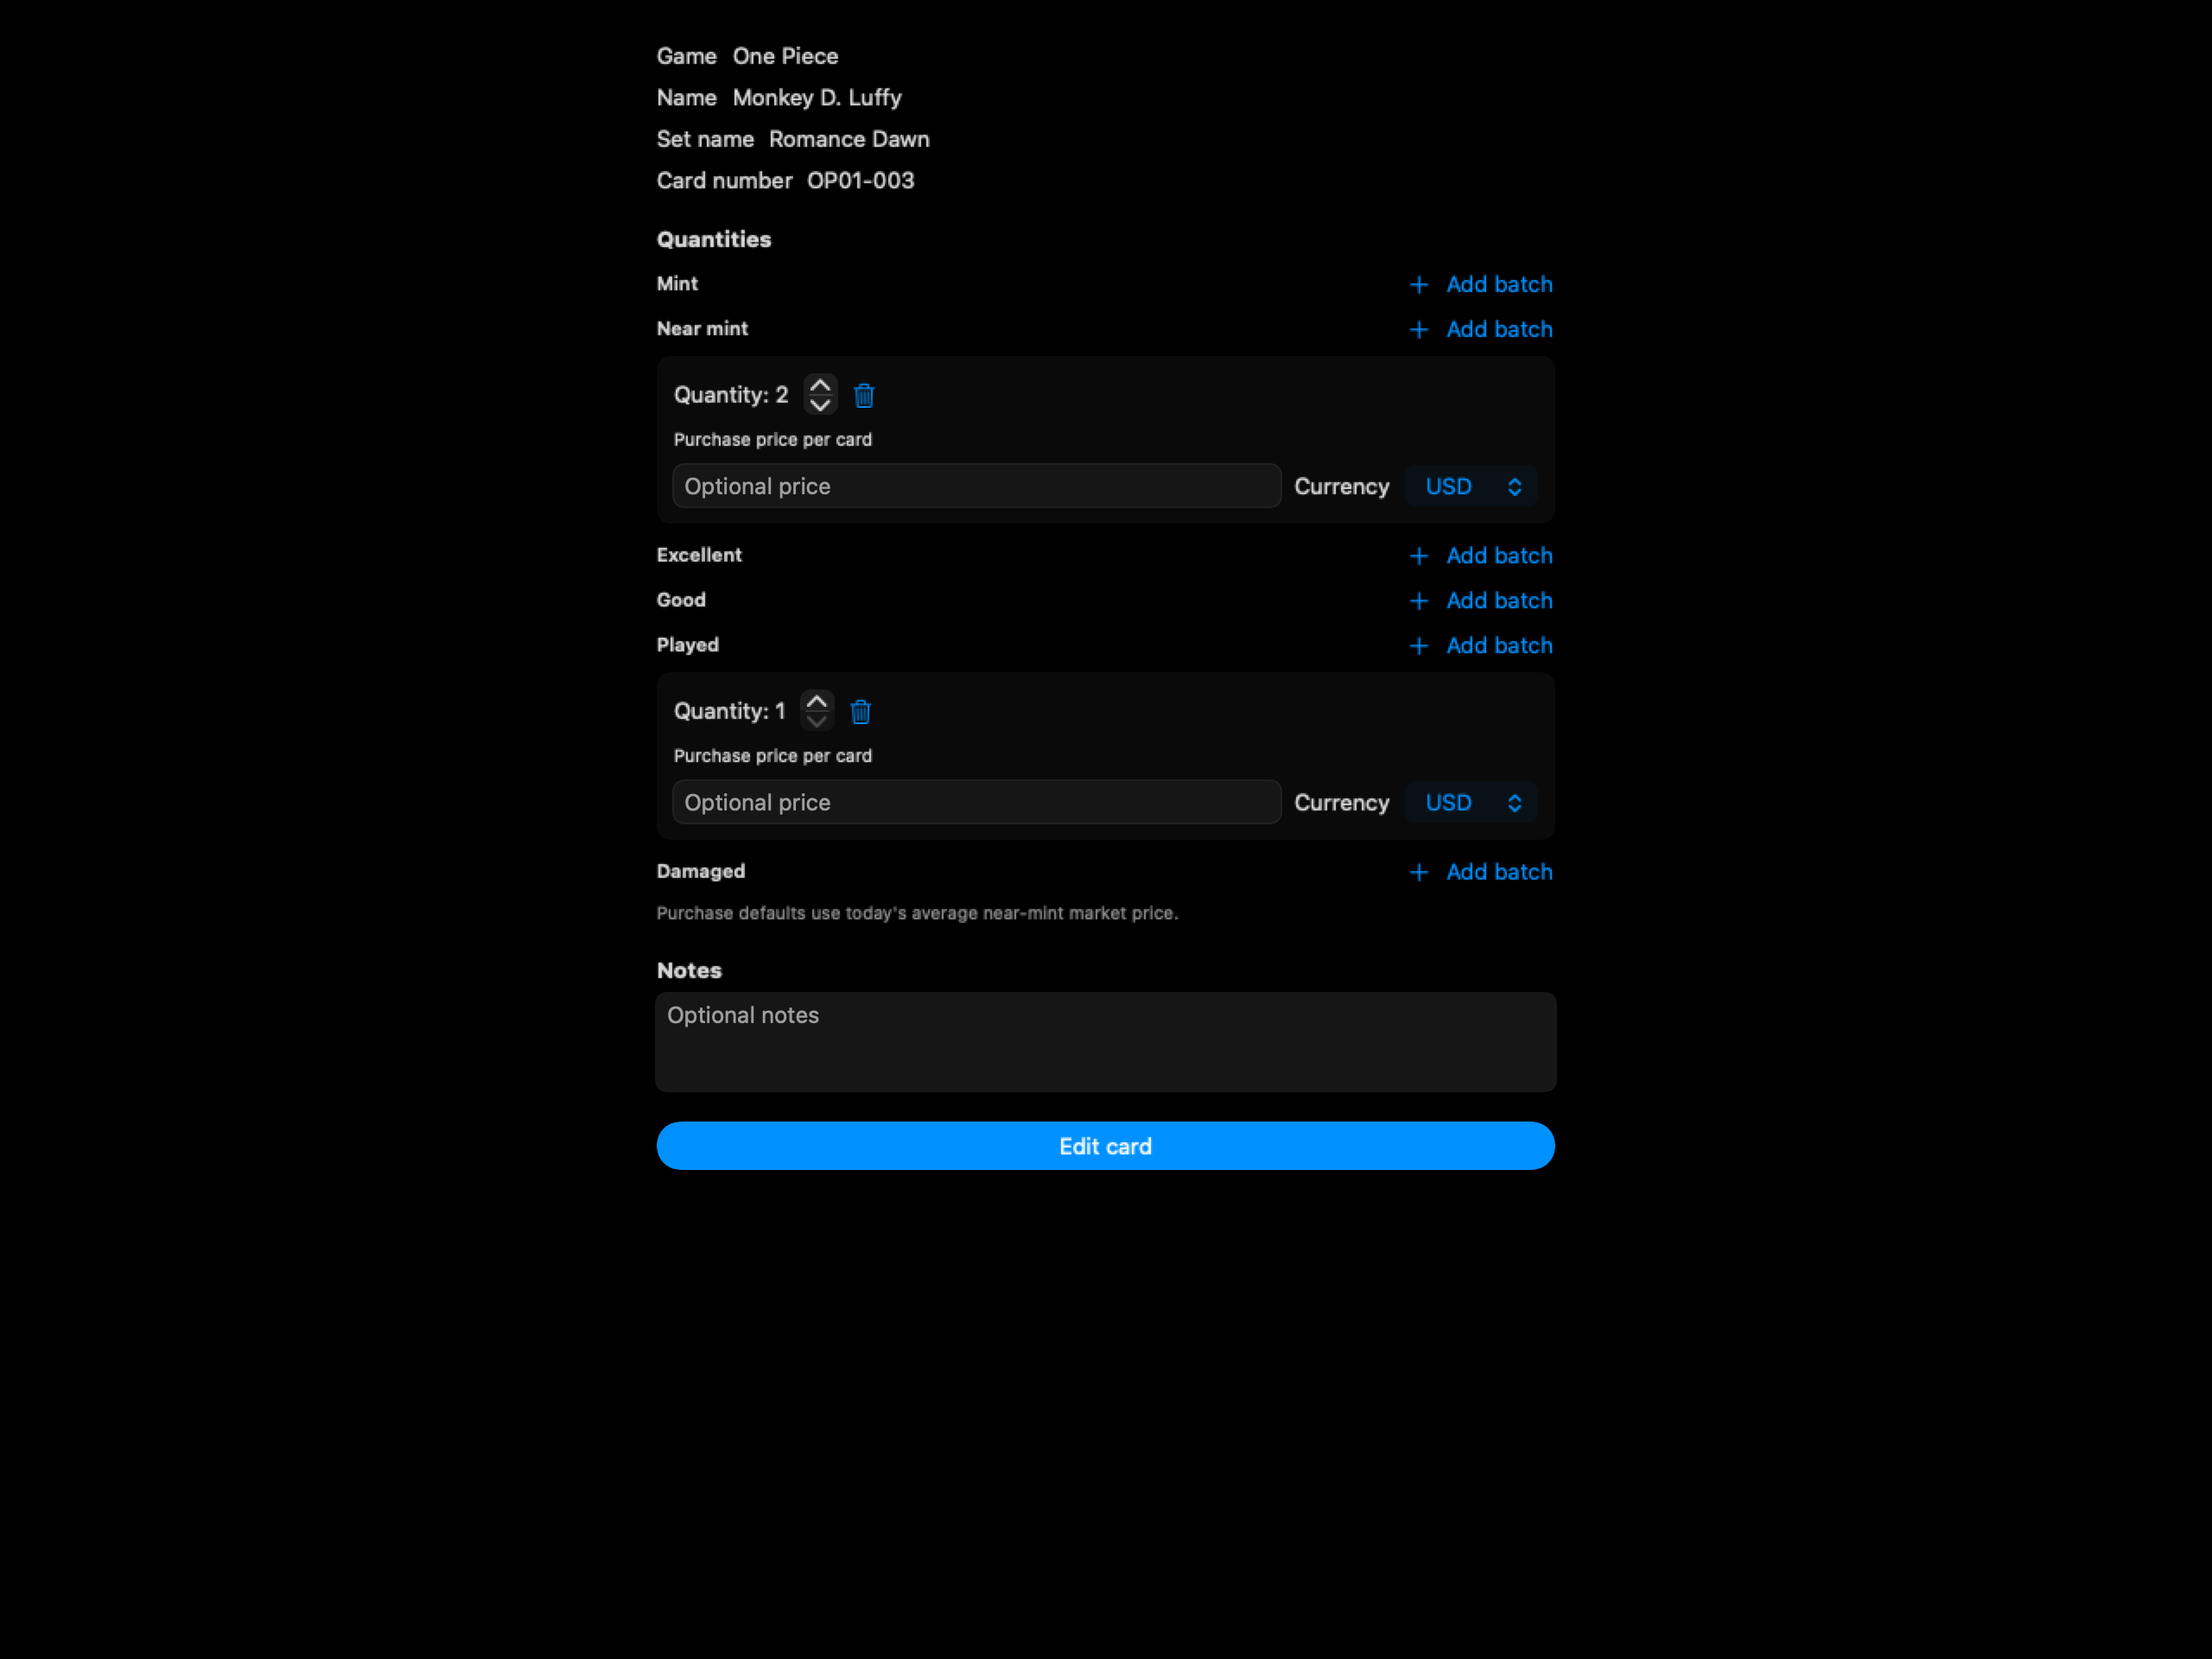 Game One Piece
Name Monkey D. Luffy
Set name Romance Dawn
Card number OP01-003
Quantities
Mint + Add batch
Near mint + Add batch
Quantity: 2
Purchase price per card
Optional price Currency USD
Excellent + Add batch
Good + Add batch
Played + Add batch
Quantity: 1
Purchase price per card
Optional price Currency USD
Damaged + Add batch
Purchase defaults use today's average near-mint market price.
Notes
Optional notes
Edit card